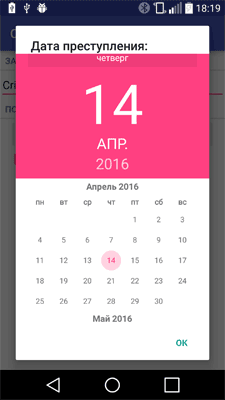 18:19
Дата преступления:
четверг
14
АПР.
2016
Апрель 2016
пн вт ср чт пт сб вс
1 2 3
4 5 6 7 8 9 10
11 12 13 14 15 16 17
18 19 20 21 22 23 24
25 26 27 28 29 30
Май 2016
OK